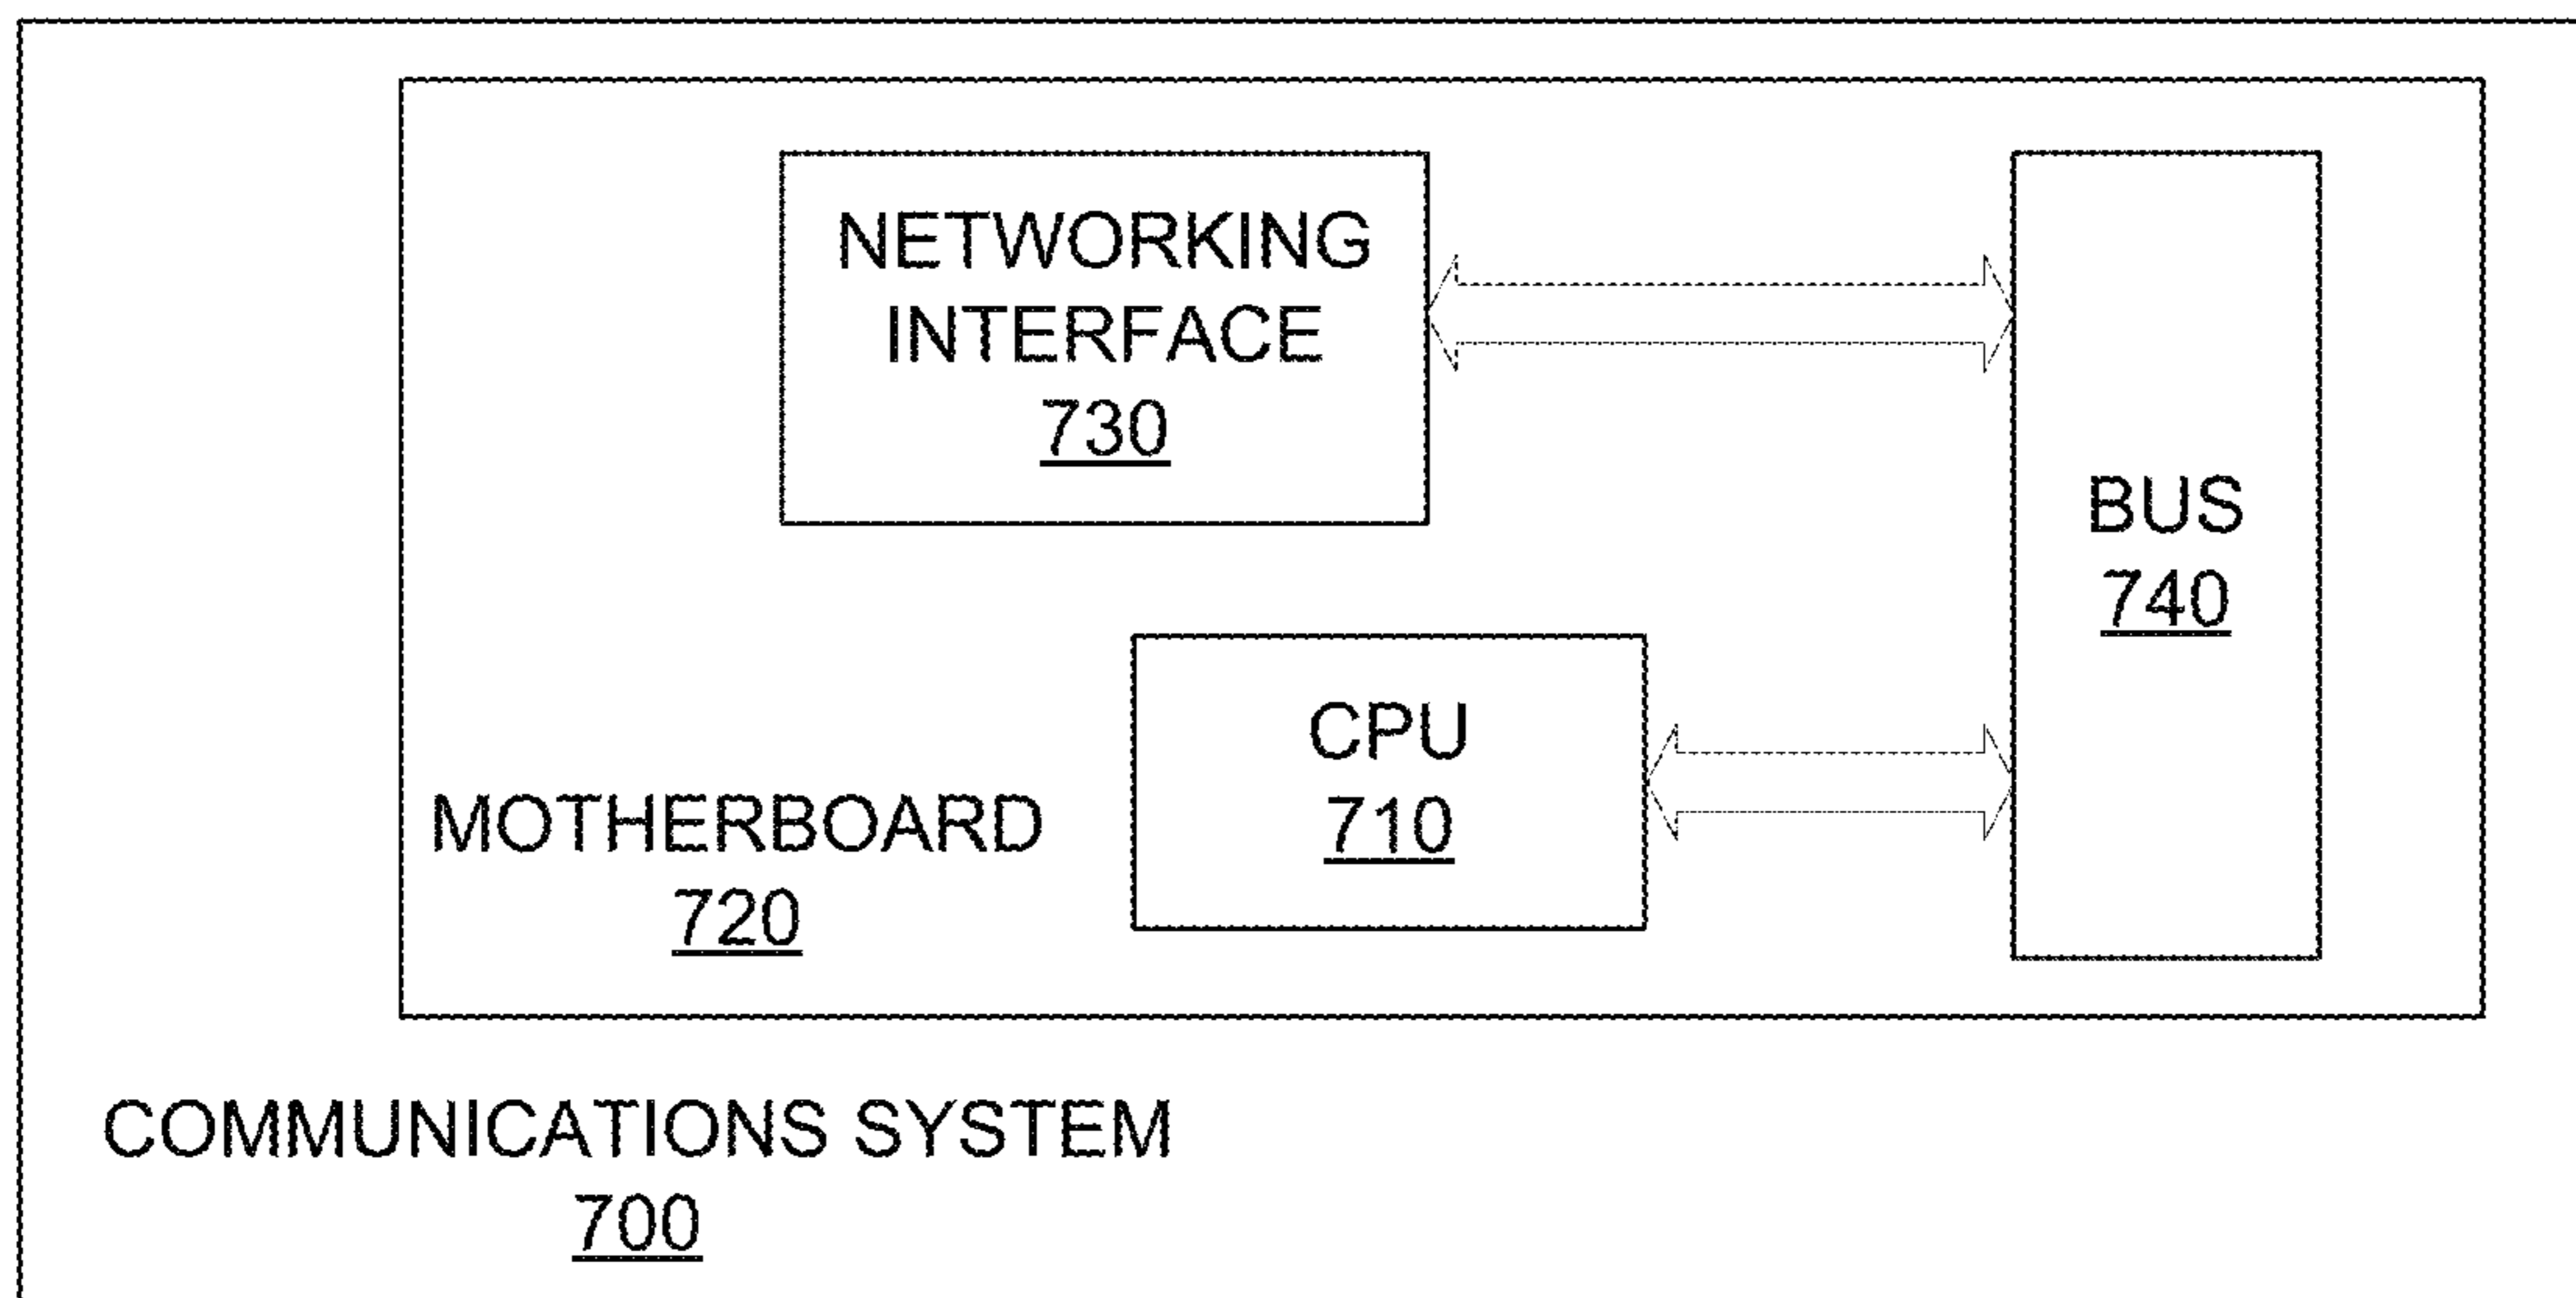 NETWORKING
INTERFACE
730
BUS
740
CPU
710
MOTHERBOARD
720
COMMUNICATIONS SYSTEM
700